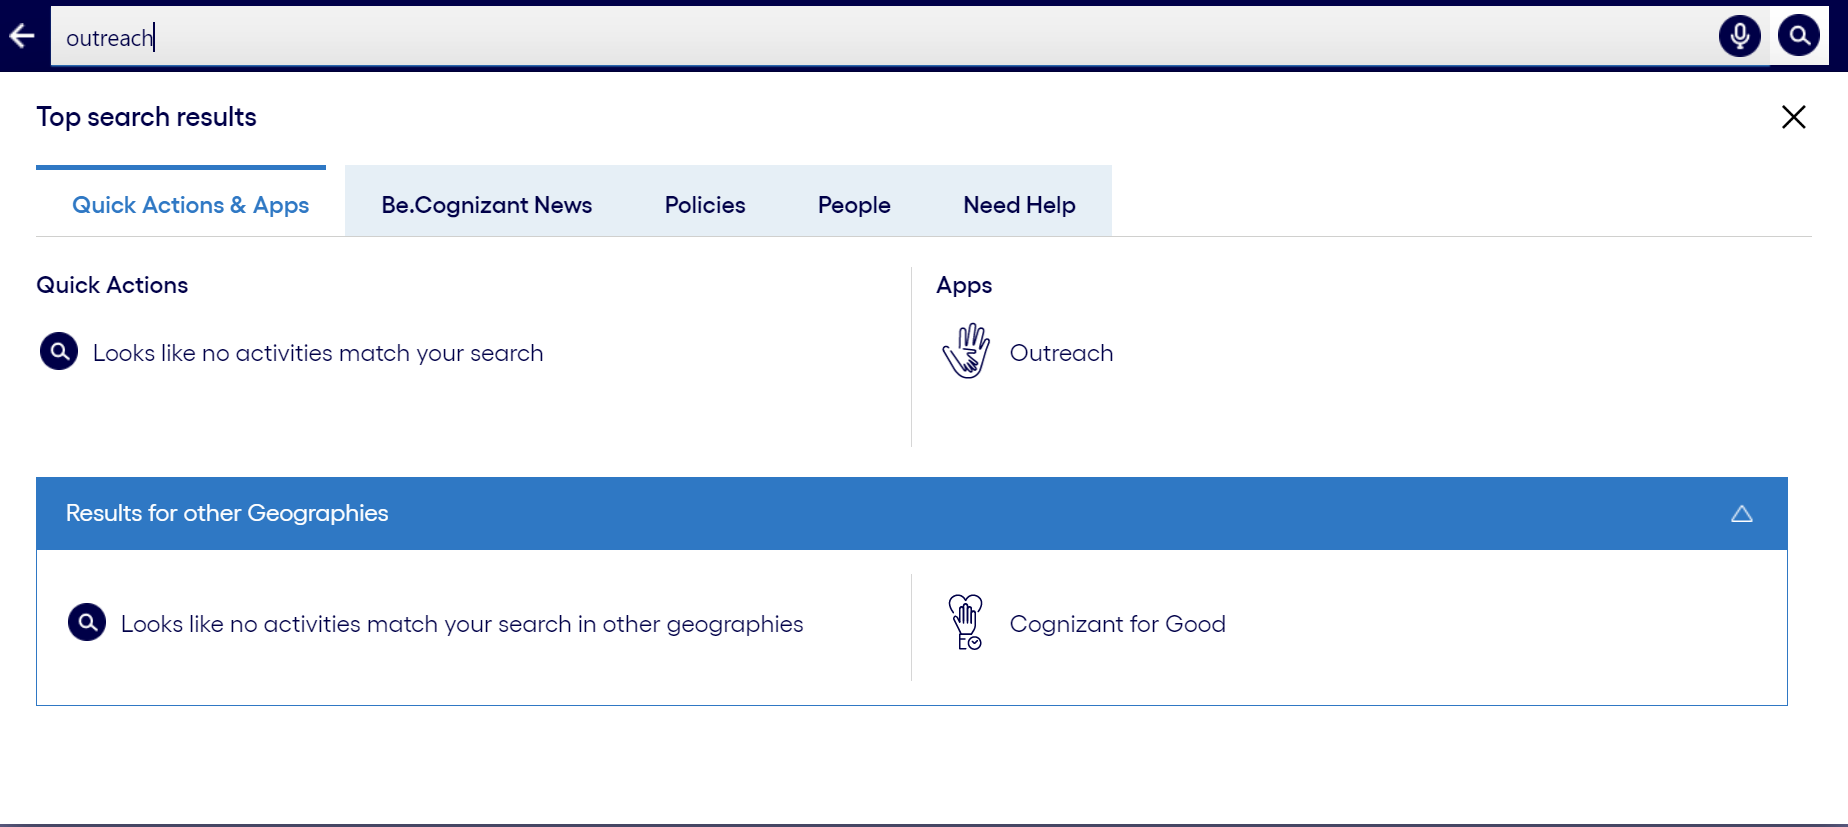 outreach
Top search results
Quick Actions & Apps
Be.Cognizant News
Policies
People
Need Help
Quick Actions
Looks like no activities match your search
Apps
Outreach
Results for other Geographies
Looks like no activities match your search in other geographies
Cognizant for Good